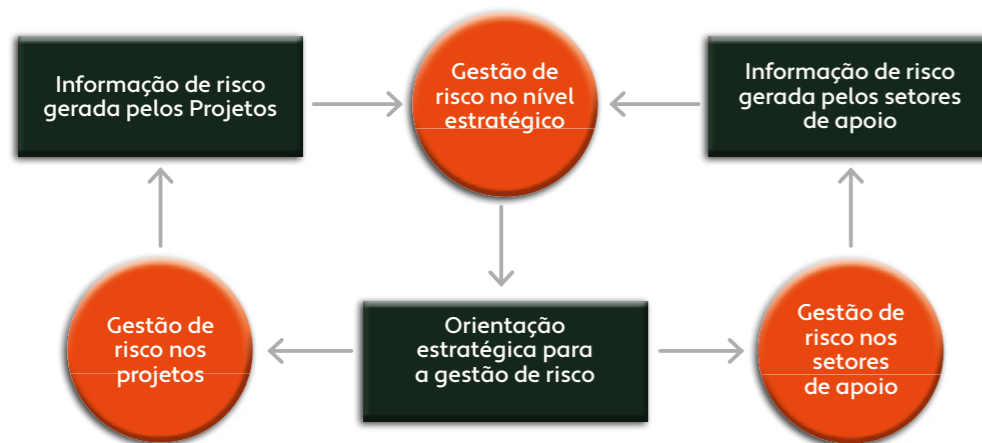 Informação de risco
gerada pelos Projetos
Gestão de
risco no nível
estratégico
Informação de risco
gerada pelos setores
de apoio
Gestão de
risco nos
projetos
Orientação
estratégica para
a gestão de risco
Gestão de
risco nos
setores
de apoio